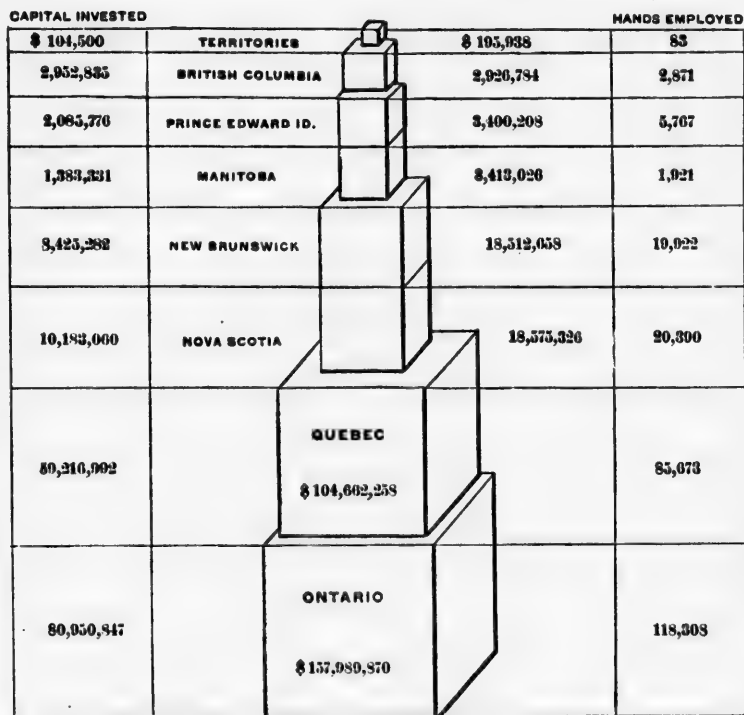 CAPITAL INVESTED HANDS EMPLOYED
$ 104,500 TERRITORIES $ 195,938 83
2,952,835 BRITISH COLUMBIA 2,926,784 2,871
2,085,776 PRINCE EDWARD ID. 3,400,208 5,767
1,383,331 MANITOBA 3,413,026 1,921
8,425,282 NEW BRUNSWICK 18,512,658 19,922
10,183,060 NOVA SCOTIA 18,575,326 20,390
QUEBEC
59,216,992 85,673
$ 104,662,258
ONTARIO
80,950,847 118,308
$ 157,989,870